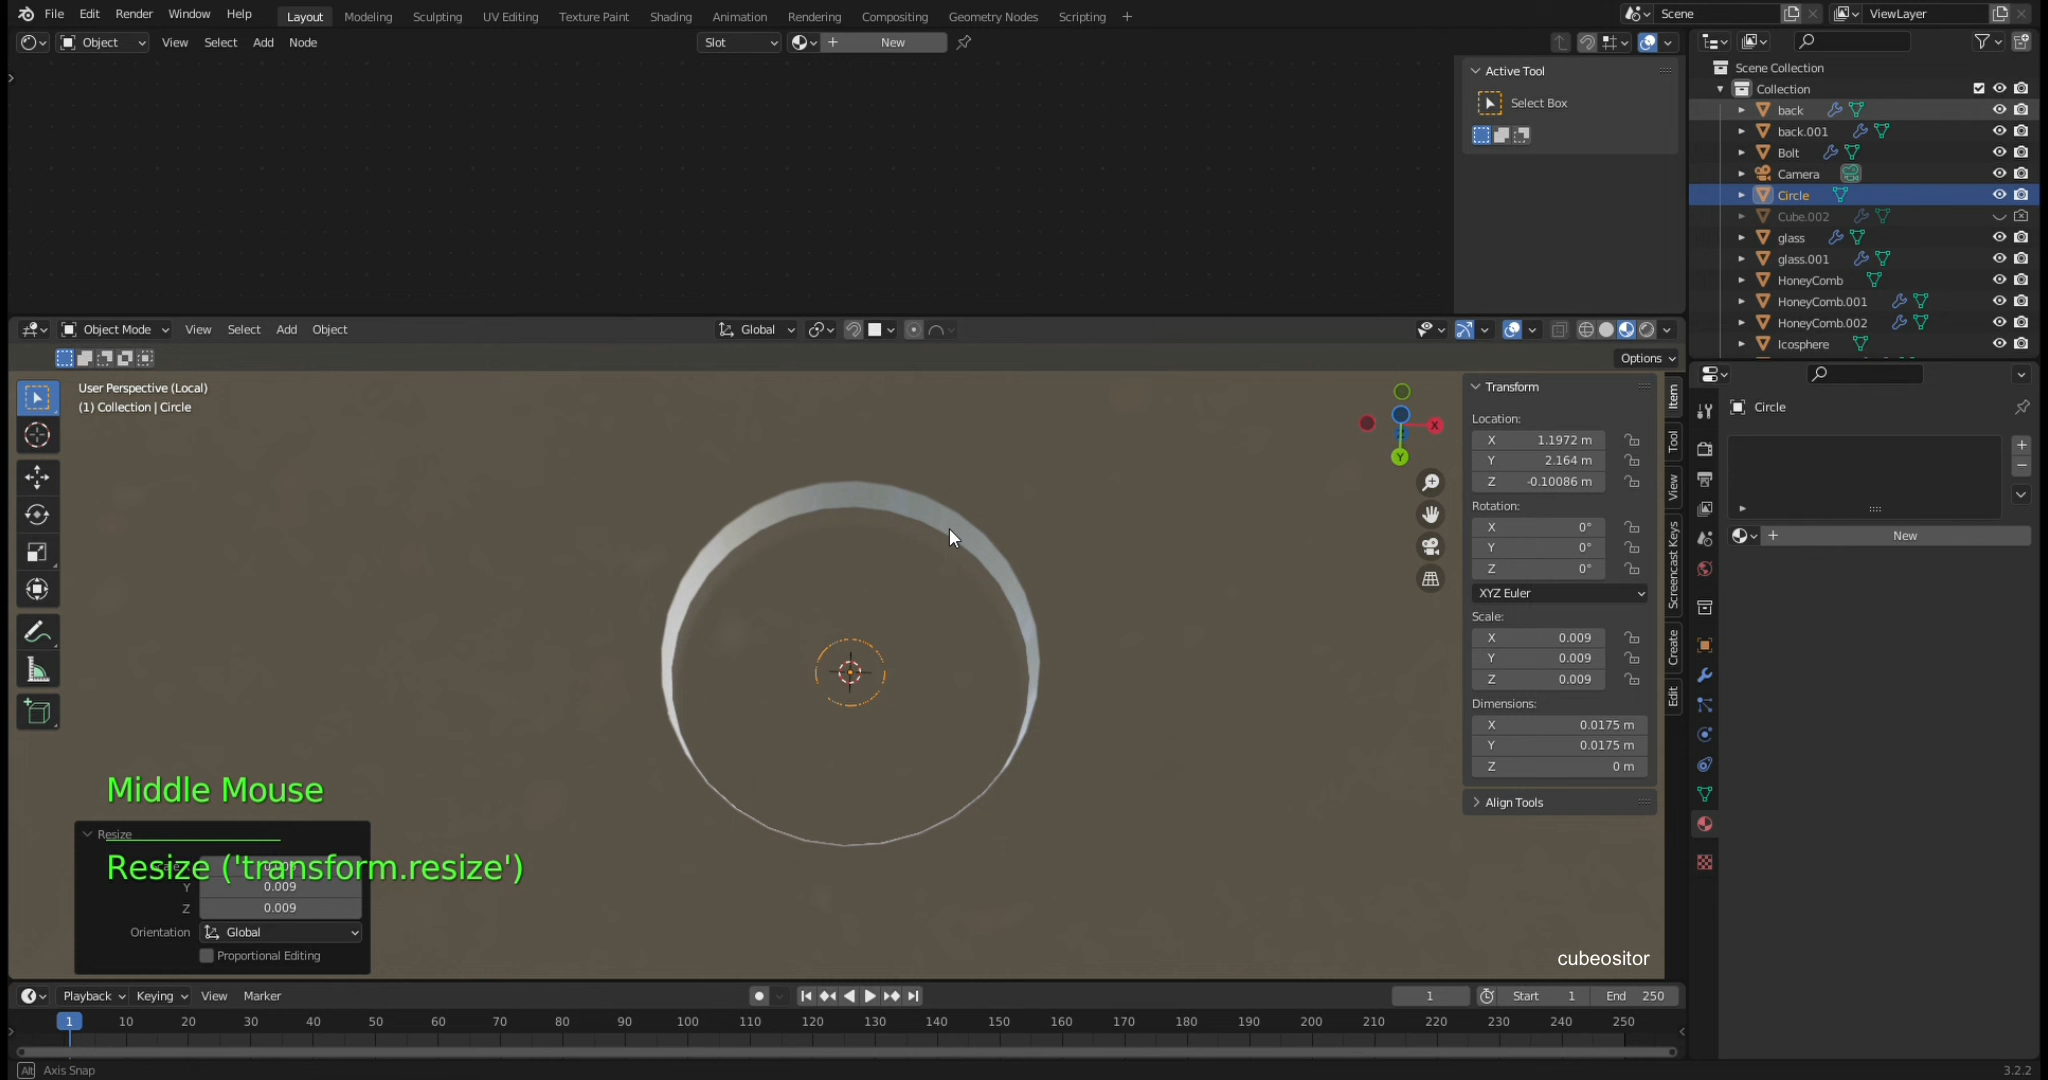 File Edit Render Window Help Layout Modeling Sculpting UV Editing Texture Paint Shading Animation Rendering Compositing Geometry Nodes Scripting + Scene ViewLayer
Object View Select Add Node Slot New
Active Tool
Select Box
Scene Collection
Collection
back
back.001
Bolt
Camera
Circle
Cube.002
glass
glass.001
HoneyComb
HoneyComb.001
HoneyComb.002
Icosphere
Object Mode View Select Add Object Global
Options
User Perspective (Local)
(1) Collection | Circle
X
Y
Transform
Location:
X 1.1972 m
Y 2.164 m
Z -0.10086 m
Rotation:
X 0°
Y 0°
Z 0°
XYZ Euler
Scale:
X 0.009
Y 0.009
Z 0.009
Dimensions:
X 0.0175 m
Y 0.0175 m
Z 0 m
Align Tools
Item
Tool
View
Screencast Keys
Create
Edit
Circle
New
Middle Mouse
Resize
Resize ('transform.resize')
Y 0.009
Z 0.009
Orientation Global
Proportional Editing
cubeositor
Playback Keying View Marker 1 Start 1 End 250
1 10 20 30 40 50 60 70 80 90 100 110 120 130 140 150 160 170 180 190 200 210 220 230 240 250
Alt Axis Snap 3.2.2